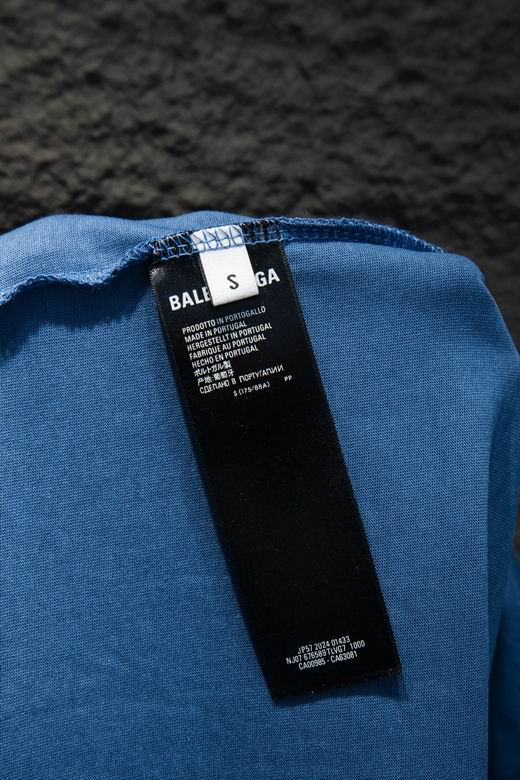 S
BALE GA
PRODOTTO IN PORTOGALLO
MADE IN PORTUGAL
HERGESTELLT IN PORTUGAL
FABRIQUÉ AU PORTUGAL
HECHO EN PORTUGAL
ポルトガル製
产地:葡萄牙
СДЕЛАНО В ПОРТУГАЛИИ
S (175/88A) PP
JP57 2024 01433
NJ07 676589 TLVG7 1000
CA00985 - CA63081